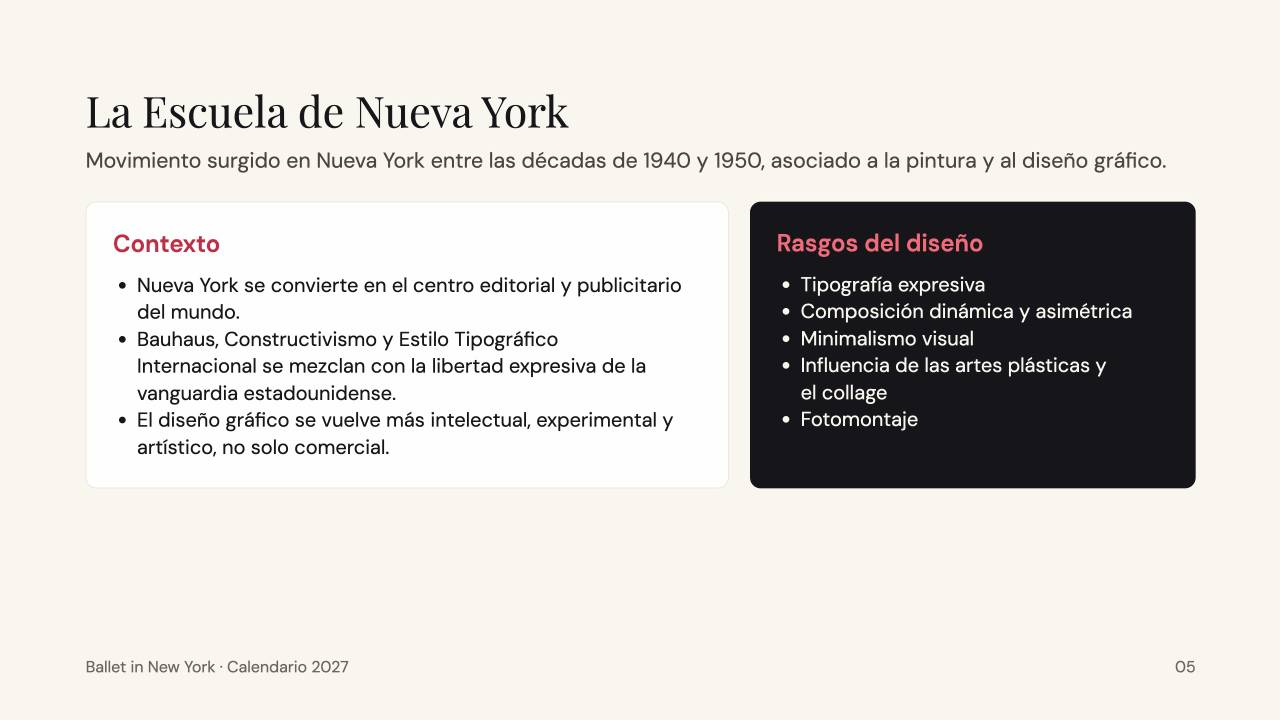 La Escuela de Nueva York
Movimiento surgido en Nueva York entre las décadas de 1940 y 1950, asociado a la pintura y al diseño gráfico.
Contexto
• Nueva York se convierte en el centro editorial y publicitario
del mundo.
• Bauhaus, Constructivismo y Estilo Tipográfico
Internacional se mezclan con la libertad expresiva de la
vanguardia estadounidense.
• El diseño gráfico se vuelve más intelectual, experimental y
artístico, no solo comercial.
Rasgos del diseño
• Tipografía expresiva
• Composición dinámica y asimétrica
• Minimalismo visual
• Influencia de las artes plásticas y
el collage
• Fotomontaje
Ballet in New York · Calendario 2027
05